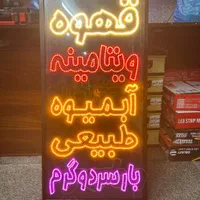 قهوه
ویتامینه
آبمیوه
طبیعی
بار سرد و گرم